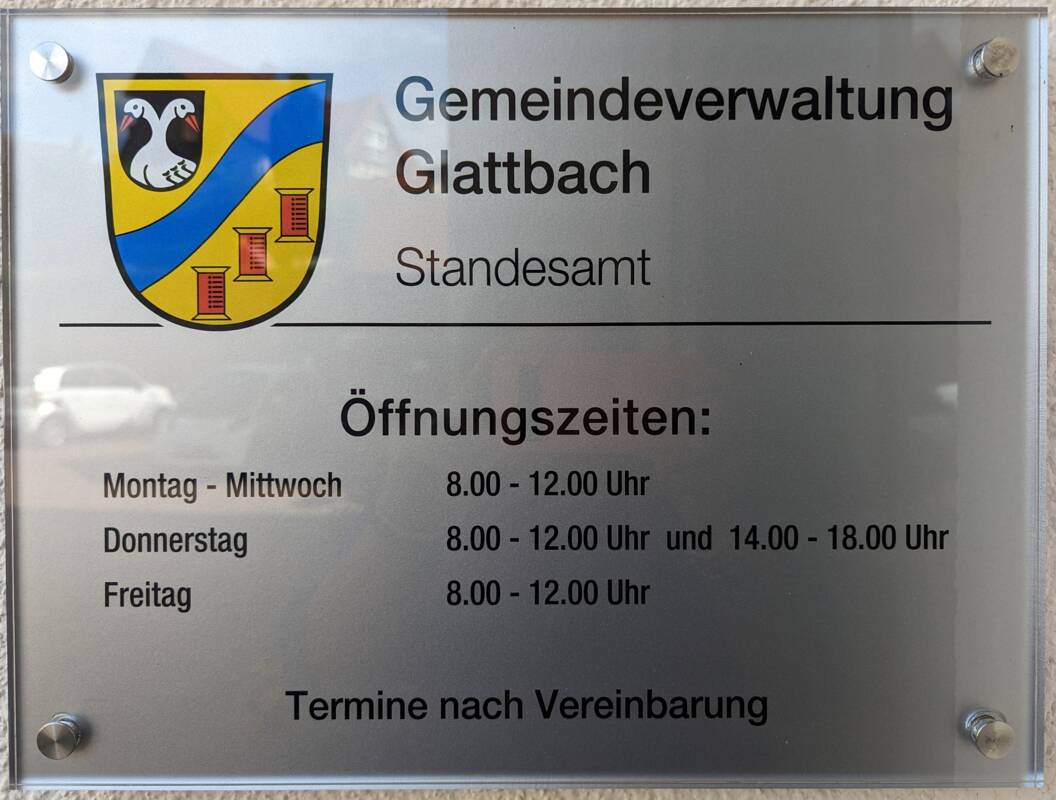 Gemeindeverwaltung
Glattbach
Standesamt
Öffnungszeiten:
Montag - Mittwoch 8.00 - 12.00 Uhr
Donnerstag 8.00 - 12.00 Uhr und 14.00 - 18.00 Uhr
Freitag 8.00 - 12.00 Uhr
Termine nach Vereinbarung